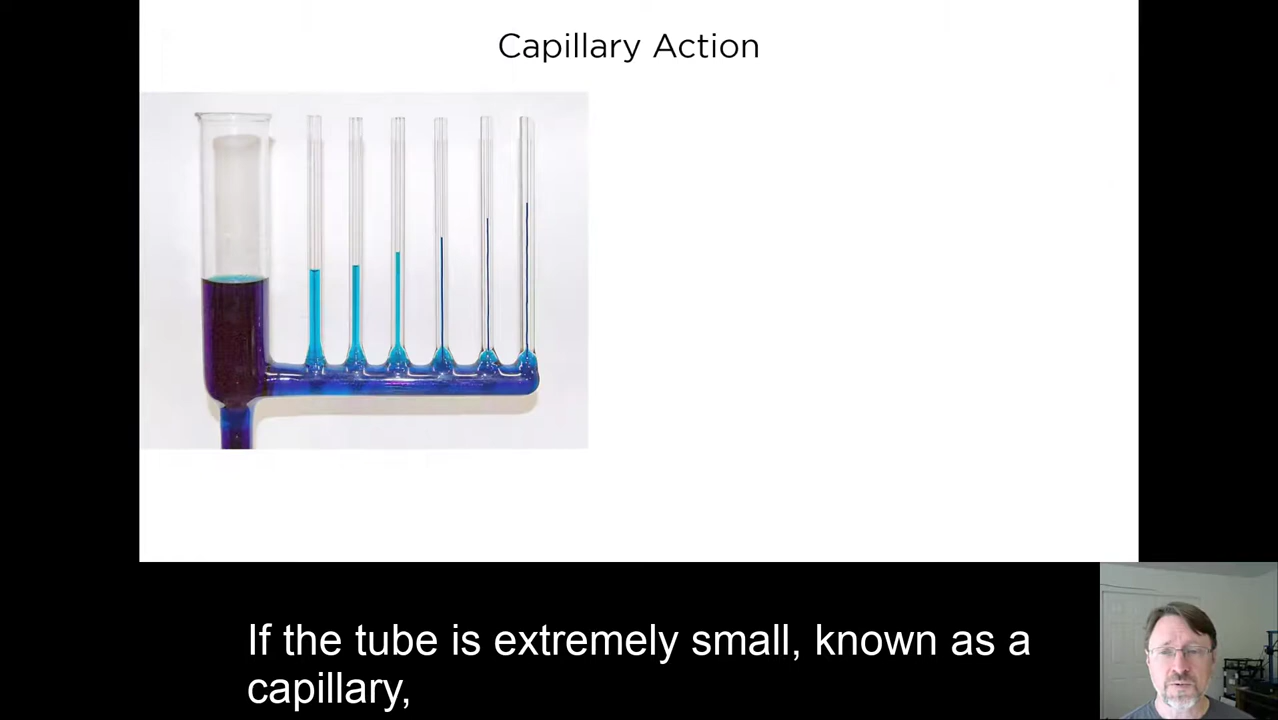 Capillary Action
If the tube is extremely small, known as a
capillary,